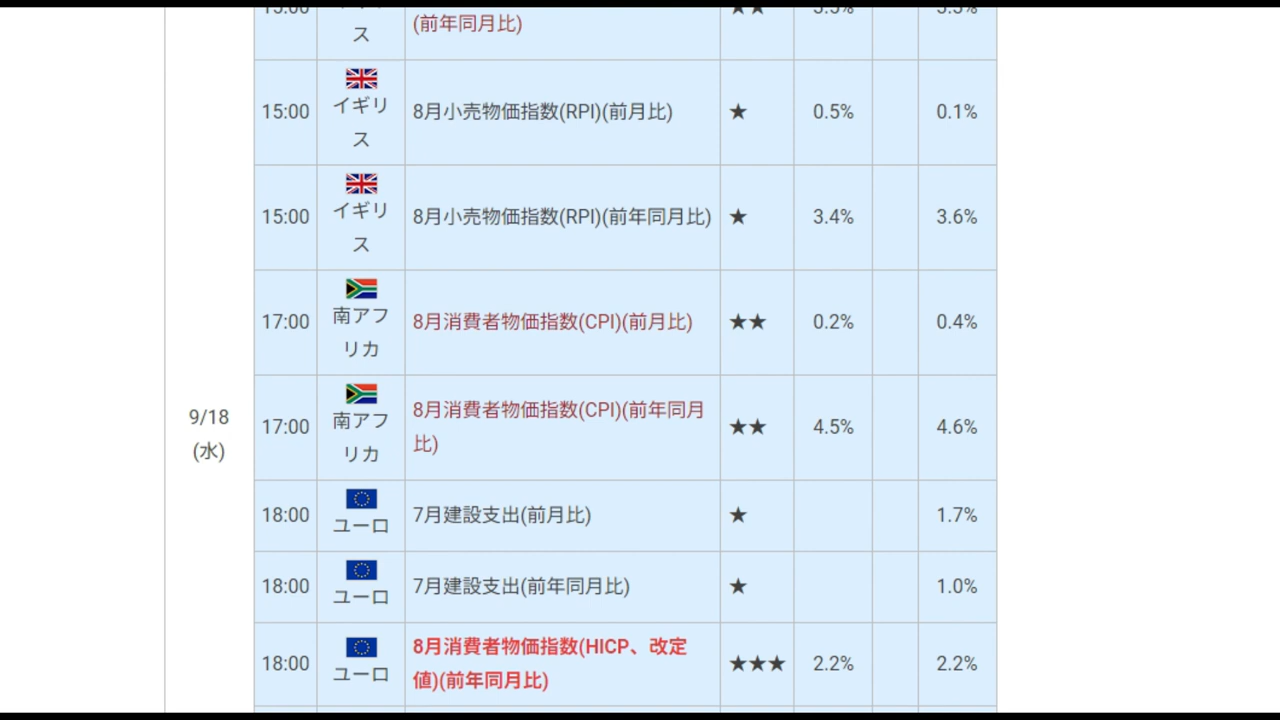 (前年同月比)
ス
15:00 イギリ 8月小売物価指数(RPI)(前月比) ★ 0.5% 0.1%
ス
15:00 イギリ 8月小売物価指数(RPI)(前年同月比) ★ 3.4% 3.6%
ス
17:00 南アフ 8月消費者物価指数(CPI)(前月比) ★★ 0.2% 0.4%
リカ
9/18
(水)
17:00 南アフ 8月消費者物価指数(CPI)(前年同月 ★★ 4.5% 4.6%
リカ 比)
18:00 ユーロ 7月建設支出(前月比) ★ 1.7%
18:00 ユーロ 7月建設支出(前年同月比) ★ 1.0%
18:00 ユーロ 8月消費者物価指数(HICP、改定 ★★★ 2.2% 2.2%
値)(前年同月比)